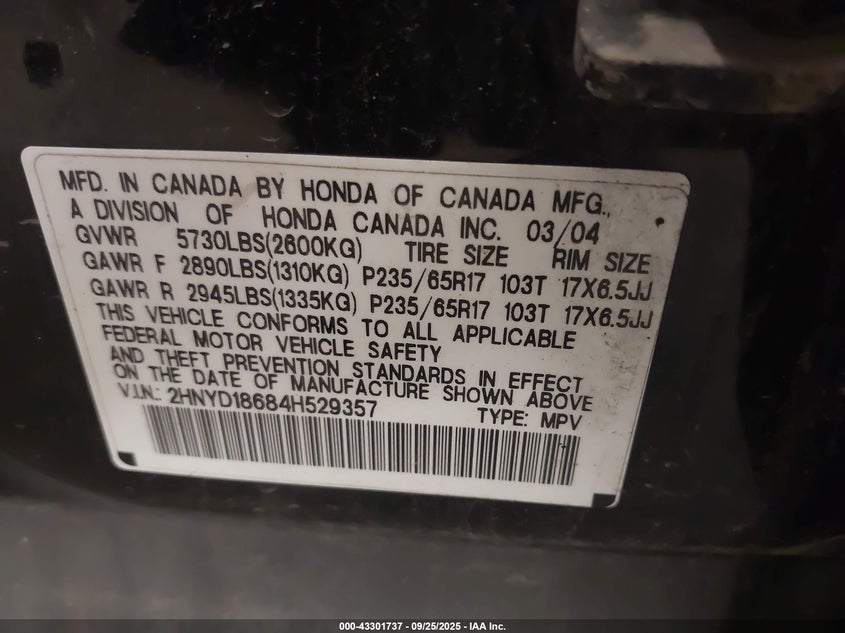 MFD. IN CANADA BY HONDA OF CANADA MFG.,
A DIVISION OF HONDA CANADA INC. 03/04
GVWR 5730LBS(2600KG) TIRE SIZE RIM SIZE
GAWR F 2890LBS(1310KG) P235/65R17 103T 17X6.5JJ
GAWR R 2945LBS(1335KG) P235/65R17 103T 17X6.5JJ
THIS VEHICLE CONFORMS TO ALL APPLICABLE
FEDERAL MOTOR VEHICLE SAFETY
AND THEFT PREVENTION STANDARDS IN EFFECT
ON THE DATE OF MANUFACTURE SHOWN ABOVE
V.I.N.: 2HNYD18684H529357 TYPE: MPV
000-43301737 - 09/25/2025 - IAA Inc.